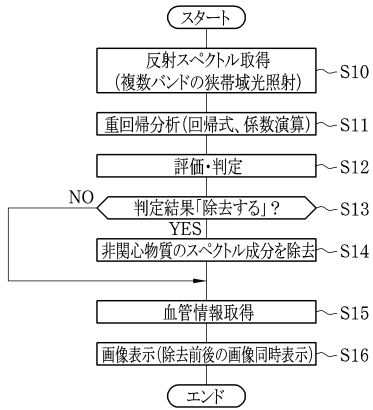 スタート
反射スペクトル取得
(複数バンドの狭帯域光照射)
S10
重回帰分析(回帰式、係数演算)
S11
評価・判定
S12
NO
判定結果「除去する」?
S13
YES
非関心物質のスペクトル成分を除去
S14
血管情報取得
S15
画像表示(除去前後の画像同時表示)
S16
エンド